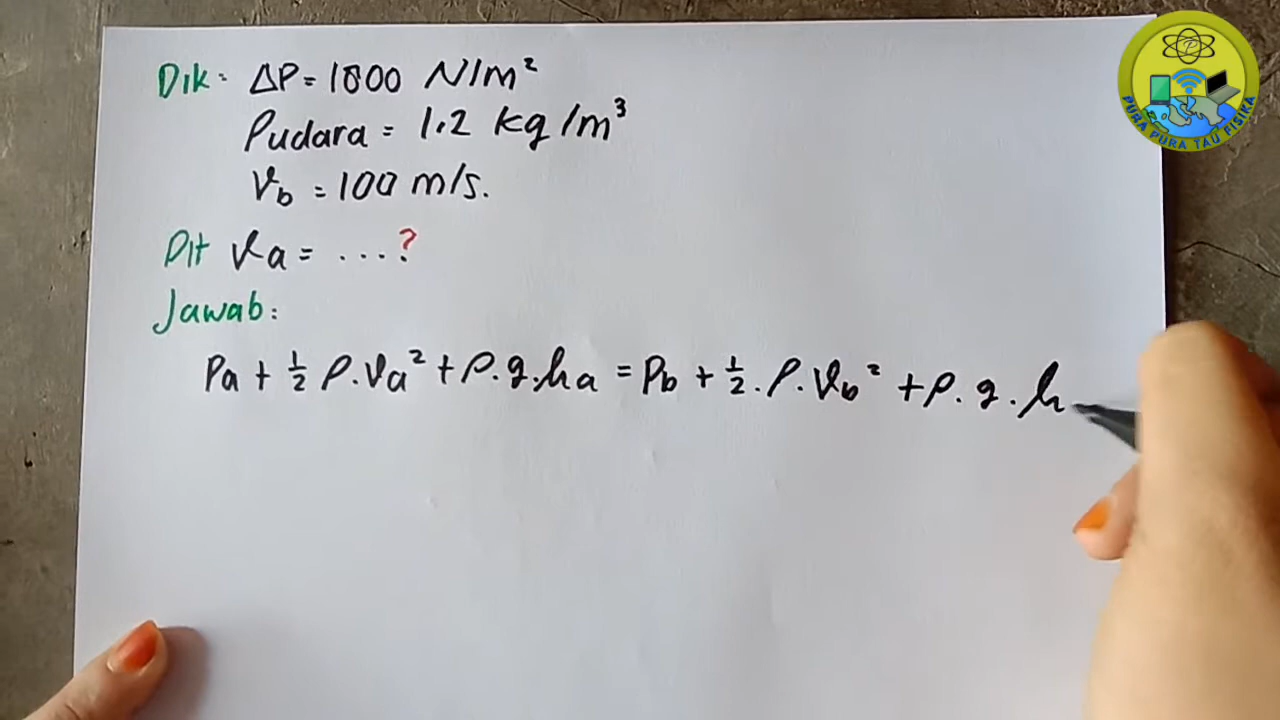 Dik: ΔP = 1800 N/m²
ρudara = 1.2 kg/m³
Vb = 100 m/s.
Dit Va = ....?
Jawab:
Pa + ½ ρ.Va² + ρ.g.ha = Pb + ½.ρ.Vb² + ρ.g.h
PURA PURA TAU FISIKA